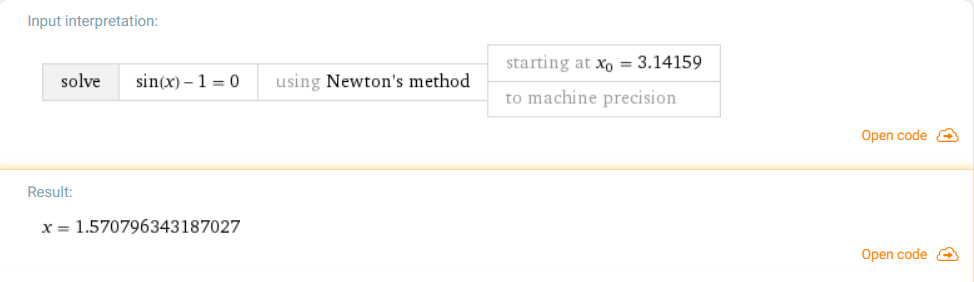 Input interpretation:
solve sin(x) − 1 = 0 using Newton's method starting at x₀ = 3.14159
to machine precision
Open code
Result:
x = 1.570796343187027
Open code